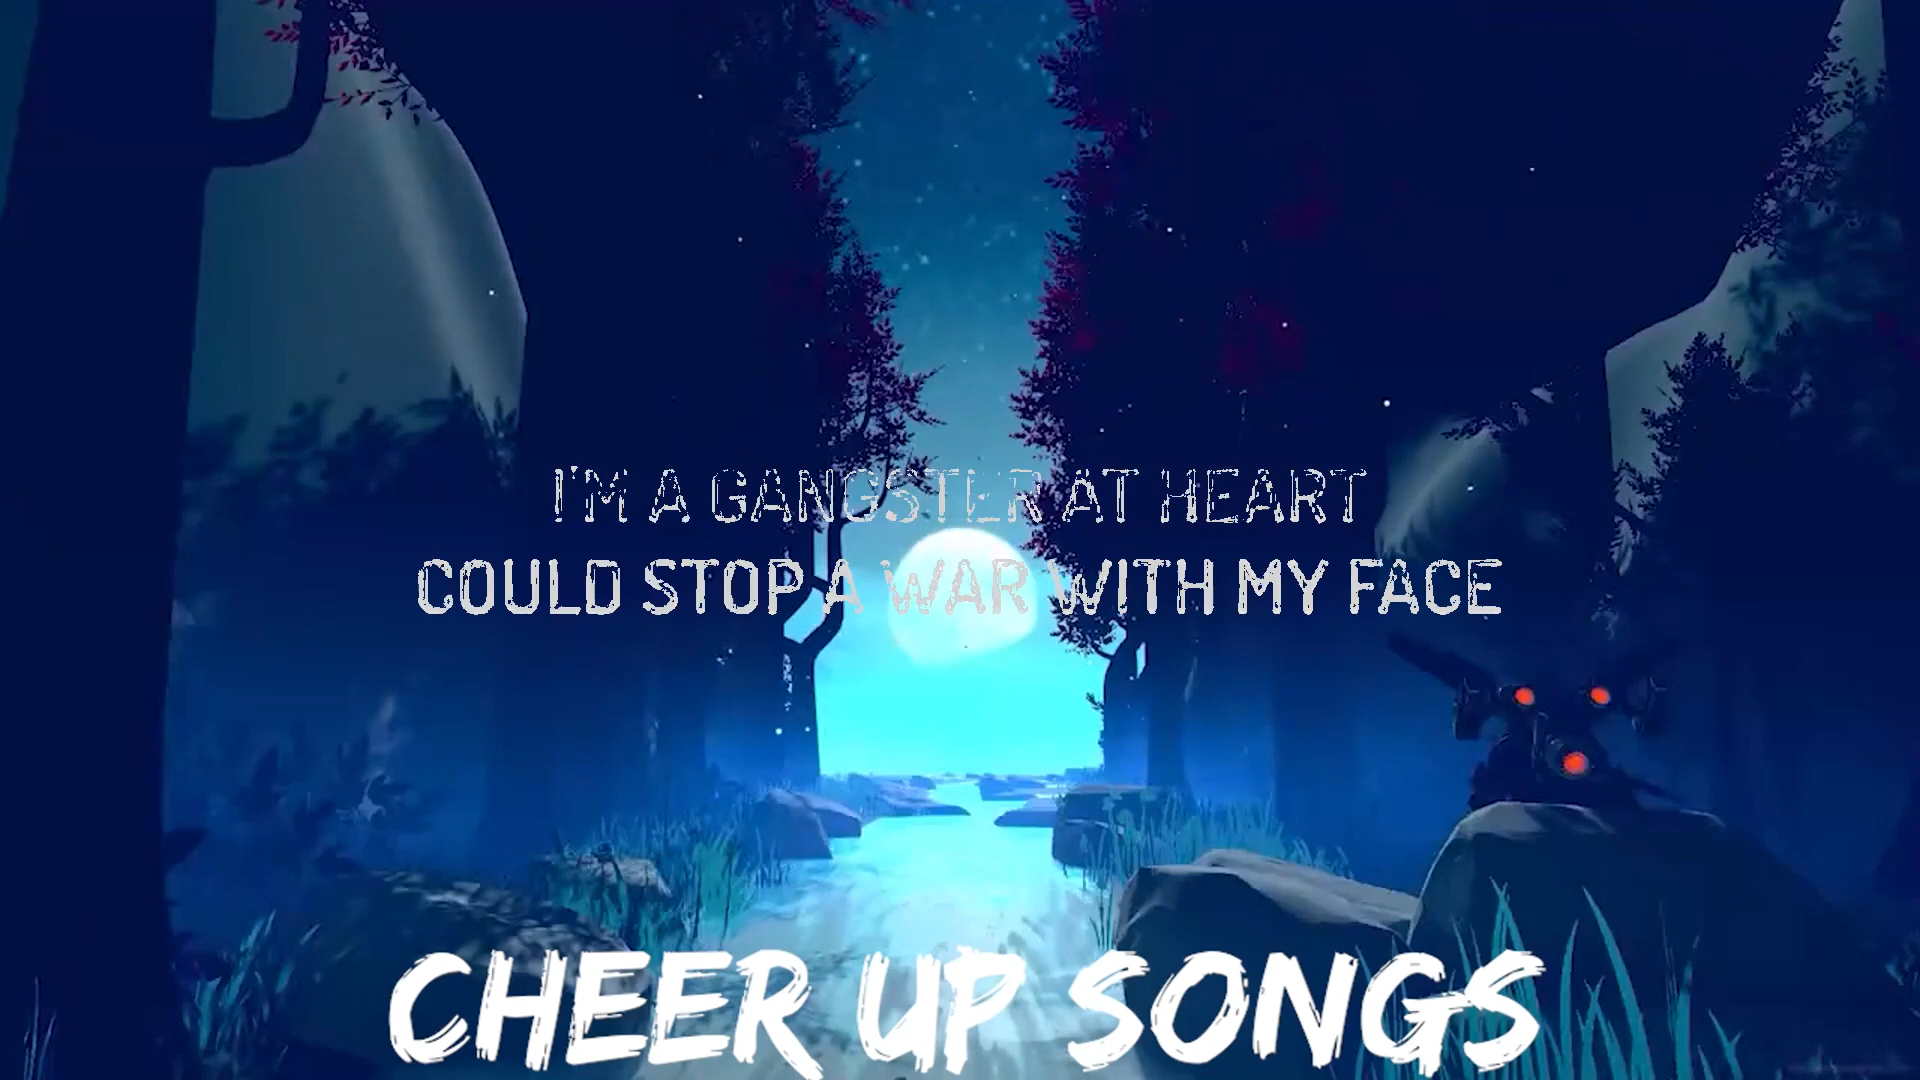 I'M A GANGSTER AT HEART
COULD STOP A WAR WITH MY FACE
CHEER UP SONGS